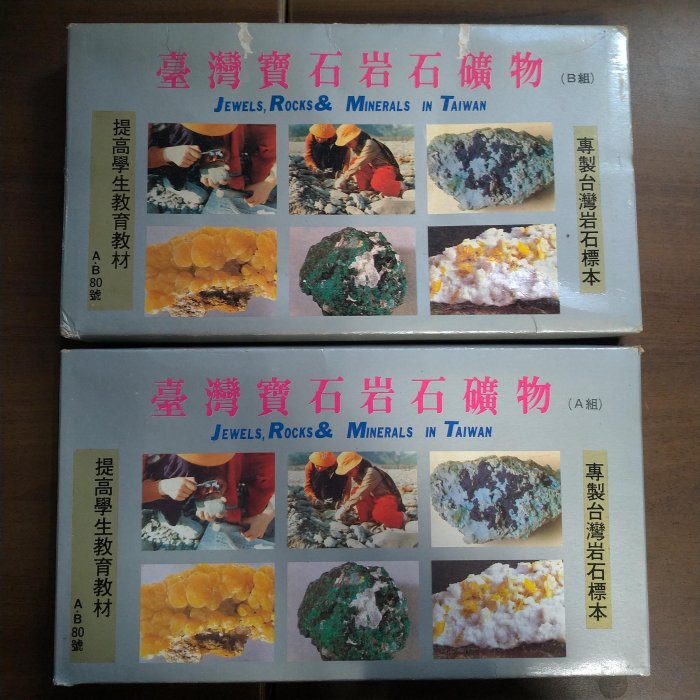 臺灣寶石岩石礦物
(B組)
JEWELS, ROCKS & MINERALS IN TAIWAN
提高學生教育教材
A·B80號
專製台灣岩石標本
臺灣寶石岩石礦物
(A組)
JEWELS, ROCKS & MINERALS IN TAIWAN
提高學生教育教材
A·B80號
專製台灣岩石標本